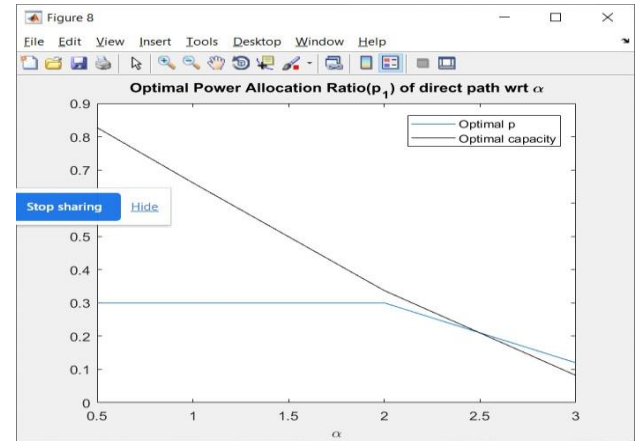 Figure 8
File Edit View Insert Tools Desktop Window Help
Optimal Power Allocation Ratio(p1) of direct path wrt α
0.9
Optimal p
0.8
Optimal capacity
Stop sharing Hide
0.5
0.4
0.3
0.2
0.1
0
0.5 1 1.5 2 2.5 3
α